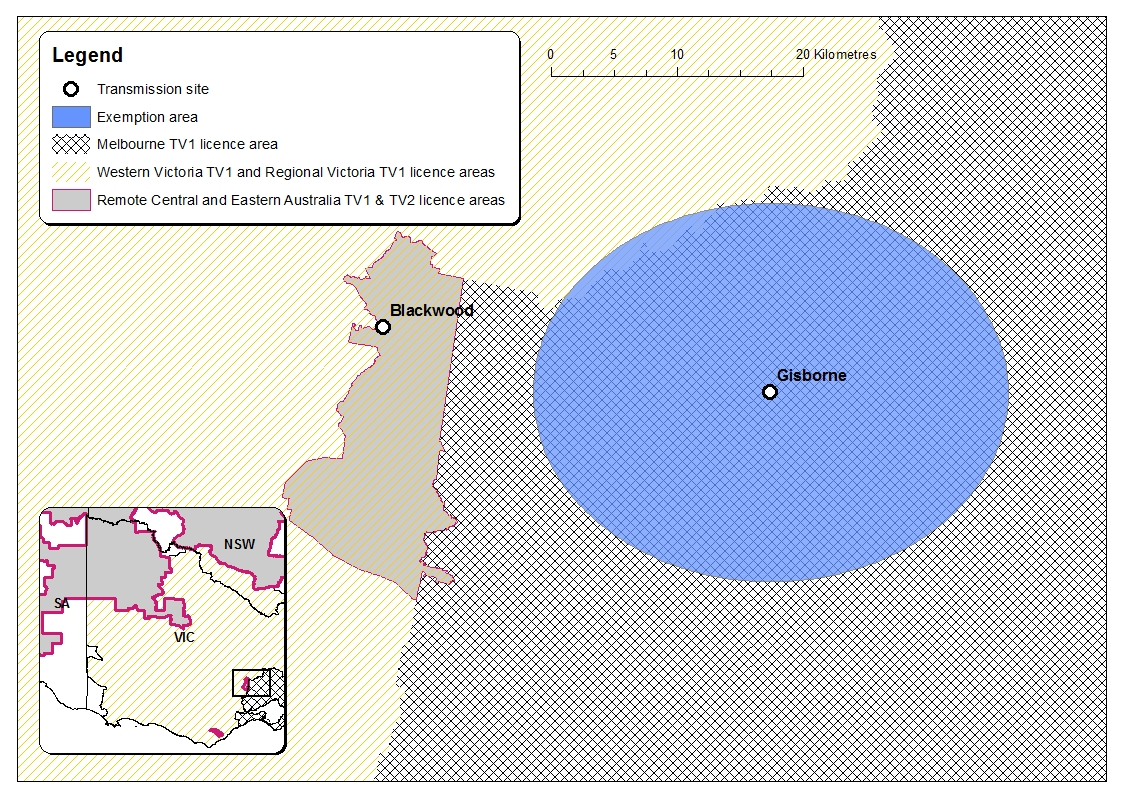 Legend
Transmission site
Exemption area
Melbourne TV1 licence area
Western Victoria TV1 and Regional Victoria TV1 licence areas
Remote Central and Eastern Australia TV1 & TV2 licence areas
0 5 10 20 Kilometres
Blackwood
Gisborne
NSW
SA
VIC